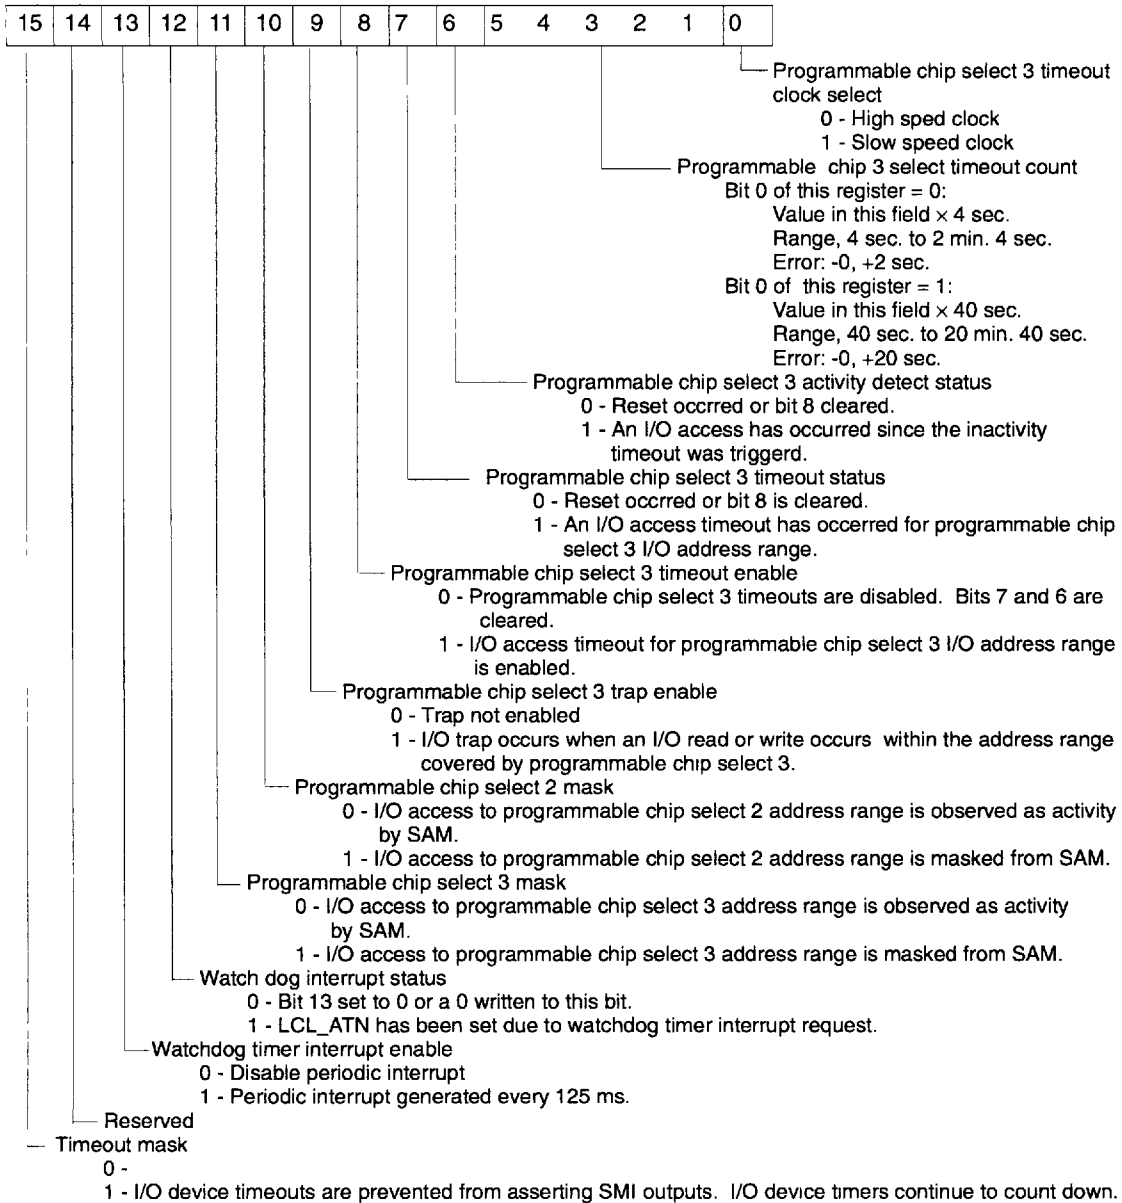 15 14 13 12 11 10 9 8 7 6 5 4 3 2 1 0
Programmable chip select 3 timeout
clock select
0 - High sped clock
1 - Slow speed clock
Programmable chip 3 select timeout count
Bit 0 of this register = 0:
Value in this field × 4 sec.
Range, 4 sec. to 2 min. 4 sec.
Error: -0, +2 sec.
Bit 0 of this register = 1:
Value in this field × 40 sec.
Range, 40 sec. to 20 min. 40 sec.
Error: -0, +20 sec.
Programmable chip select 3 activity detect status
0 - Reset occrred or bit 8 cleared.
1 - An I/O access has occurred since the inactivity
timeout was triggerd.
Programmable chip select 3 timeout status
0 - Reset occrred or bit 8 is cleared.
1 - An I/O access timeout has occerred for programmable chip
select 3 I/O address range.
Programmable chip select 3 timeout enable
0 - Programmable chip select 3 timeouts are disabled. Bits 7 and 6 are
cleared.
1 - I/O access timeout for programmable chip select 3 I/O address range
is enabled.
Programmable chip select 3 trap enable
0 - Trap not enabled
1 - I/O trap occurs when an I/O read or write occurs within the address range
covered by programmable chip select 3.
Programmable chip select 2 mask
0 - I/O access to programmable chip select 2 address range is observed as activity
by SAM.
1 - I/O access to programmable chip select 2 address range is masked from SAM.
Programmable chip select 3 mask
0 - I/O access to programmable chip select 3 address range is observed as activity
by SAM.
1 - I/O access to programmable chip select 3 address range is masked from SAM.
Watch dog interrupt status
0 - Bit 13 set to 0 or a 0 written to this bit.
1 - LCL_ATN has been set due to watchdog timer interrupt request.
Watchdog timer interrupt enable
0 - Disable periodic interrupt
1 - Periodic interrupt generated every 125 ms.
Reserved
Timeout mask
0 -
1 - I/O device timeouts are prevented from asserting SMI outputs. I/O device timers continue to count down.